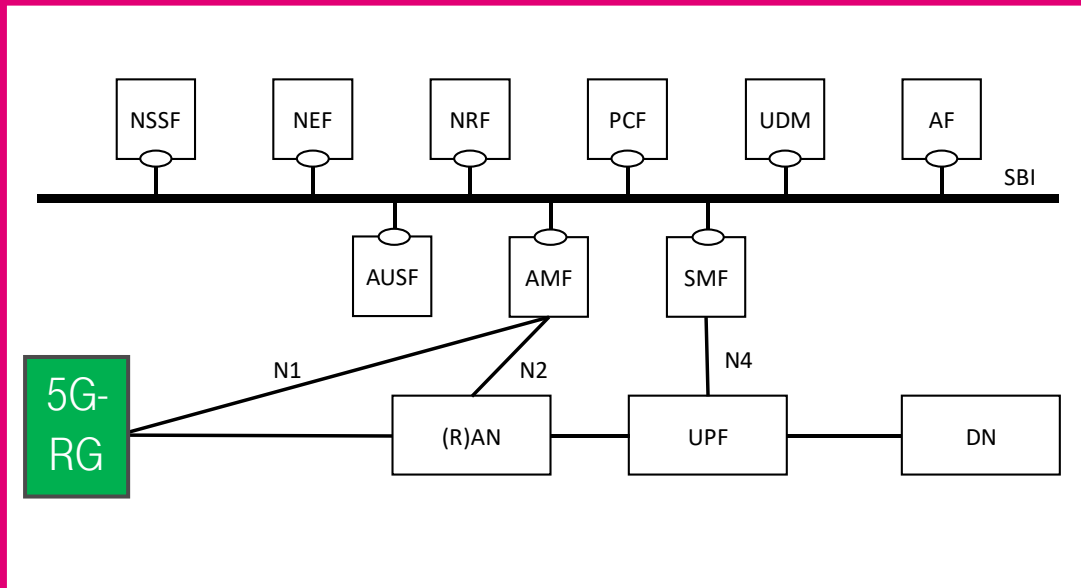 NSSF
NEF
NRF
PCF
UDM
AF
SBI
AUSF
AMF
SMF
N1
N2
N4
5G-
RG
(R)AN
UPF
DN